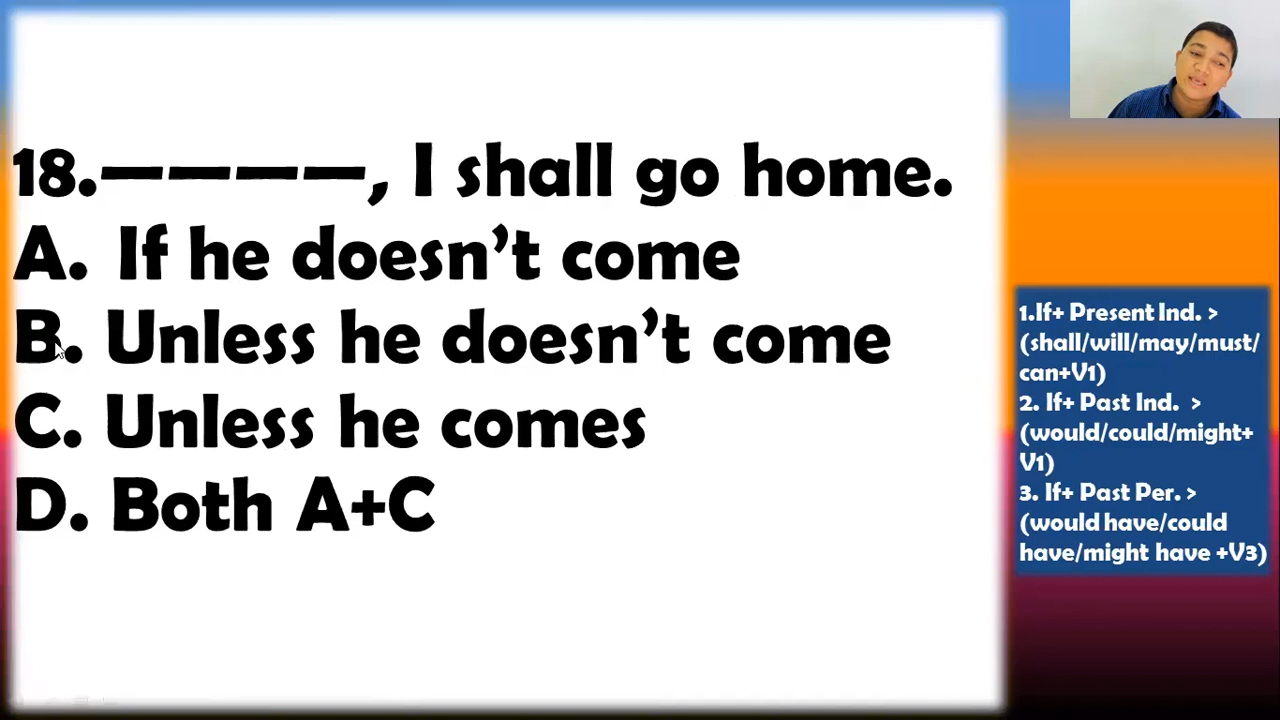 18.————, I shall go home.
A. If he doesn’t come
B. Unless he doesn’t come
C. Unless he comes
D. Both A+C
1.If+ Present Ind. >
(shall/will/may/must/
can+V1)
2. If+ Past Ind. >
(would/could/might+
V1)
3. If+ Past Per. >
(would have/could
have/might have +V3)